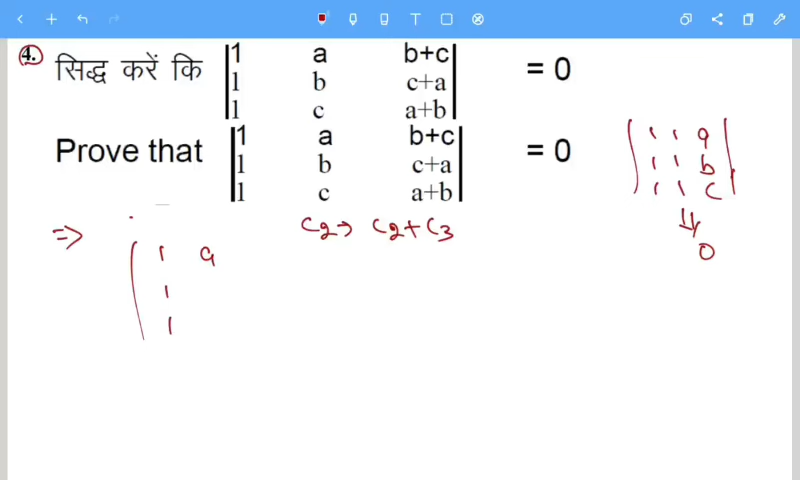 4. सिद्ध करें कि |1 a b+c| = 0
|1 b c+a|
|1 c a+b|
Prove that |1 a b+c| = 0
|1 b c+a|
|1 c a+b|
| 1 1 a |
| 1 1 b |
| 1 1 c |
⇓
0
⇒ C2 → C2 + C3
| 1 a
| 1
| 1